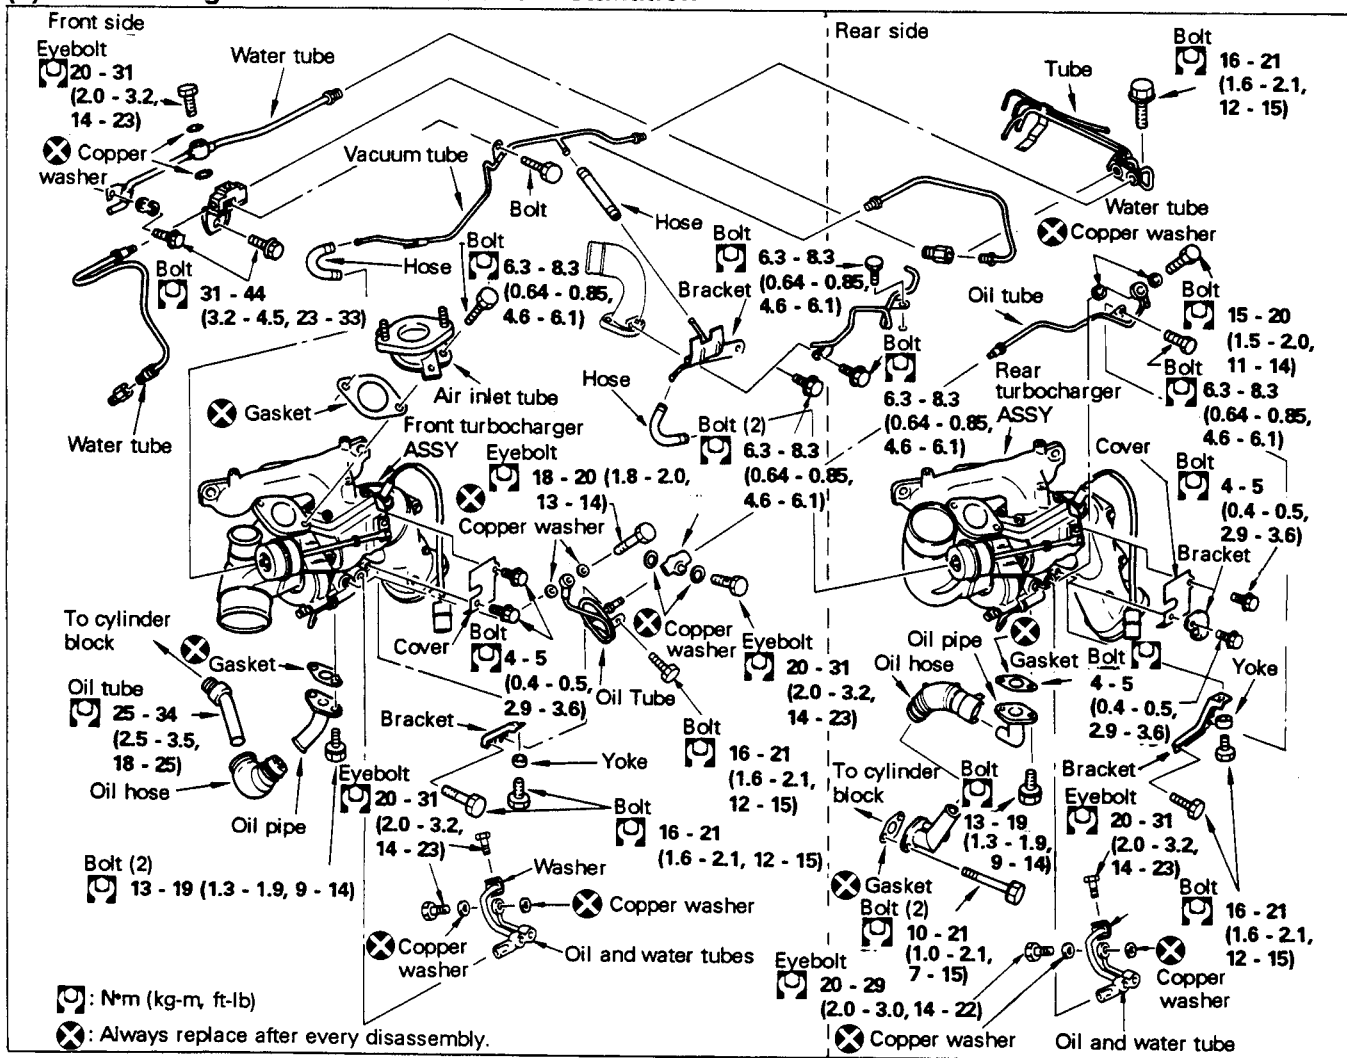 Front side
Eyebolt
20 - 31
(2.0 - 3.2,
14 - 23)
Water tube
Copper
washer
Vacuum tube
Bolt
Hose
Bolt
31 - 44
(3.2 - 4.5, 23 - 33)
Hose
Bolt
6.3 - 8.3
(0.64 - 0.85,
4.6 - 6.1)
Water tube
Gasket
Air inlet tube
Front turbocharger
ASSY
Bracket
Bolt
6.3 - 8.3
(0.64 - 0.85,
4.6 - 6.1)
Hose
Bolt (2)
6.3 - 8.3
(0.64 - 0.85,
4.6 - 6.1)
Eyebolt
18 - 20 (1.8 - 2.0,
13 - 14)
Copper washer
To cylinder
block
Gasket
Oil tube
25 - 34
(2.5 - 3.5,
18 - 25)
Oil hose
Oil pipe
Bolt (2)
13 - 19 (1.3 - 1.9, 9 - 14)
Cover
Bolt
4 - 5
(0.4 - 0.5,
2.9 - 3.6)
Oil Tube
Copper
washer
Eyebolt
20 - 31
(2.0 - 3.2,
14 - 23)
Bracket
Bolt
16 - 21
(1.6 - 2.1,
12 - 15)
Yoke
Eyebolt
20 - 31
(2.0 - 3.2,
14 - 23)
Bolt
16 - 21
(1.6 - 2.1, 12 - 15)
Washer
Copper washer
Copper
washer
Oil and water tubes
: N•m (kg-m, ft-lb)
: Always replace after every disassembly.
Rear side
Tube
Bolt
16 - 21
(1.6 - 2.1,
12 - 15)
Water tube
Copper washer
Oil tube
Bolt
15 - 20
(1.5 - 2.0,
11 - 14)
Bolt
6.3 - 8.3
(0.64 - 0.85,
4.6 - 6.1)
Bolt
6.3 - 8.3
(0.64 - 0.85,
4.6 - 6.1)
Rear
turbocharger
ASSY
Cover
Bolt
4 - 5
(0.4 - 0.5,
2.9 - 3.6)
Bracket
Oil pipe
Oil hose
Gasket
Bolt
4 - 5
(0.4 - 0.5,
2.9 - 3.6)
Yoke
To cylinder
block
Bolt
13 - 19
(1.3 - 1.9,
9 - 14)
Bracket
Eyebolt
20 - 31
(2.0 - 3.2,
14 - 23)
Gasket
Bolt (2)
10 - 21
(1.0 - 2.1,
7 - 15)
Bolt
16 - 21
(1.6 - 2.1,
12 - 15)
Eyebolt
20 - 29
(2.0 - 3.0, 14 - 22)
Copper
washer
Copper washer
Oil and water tube